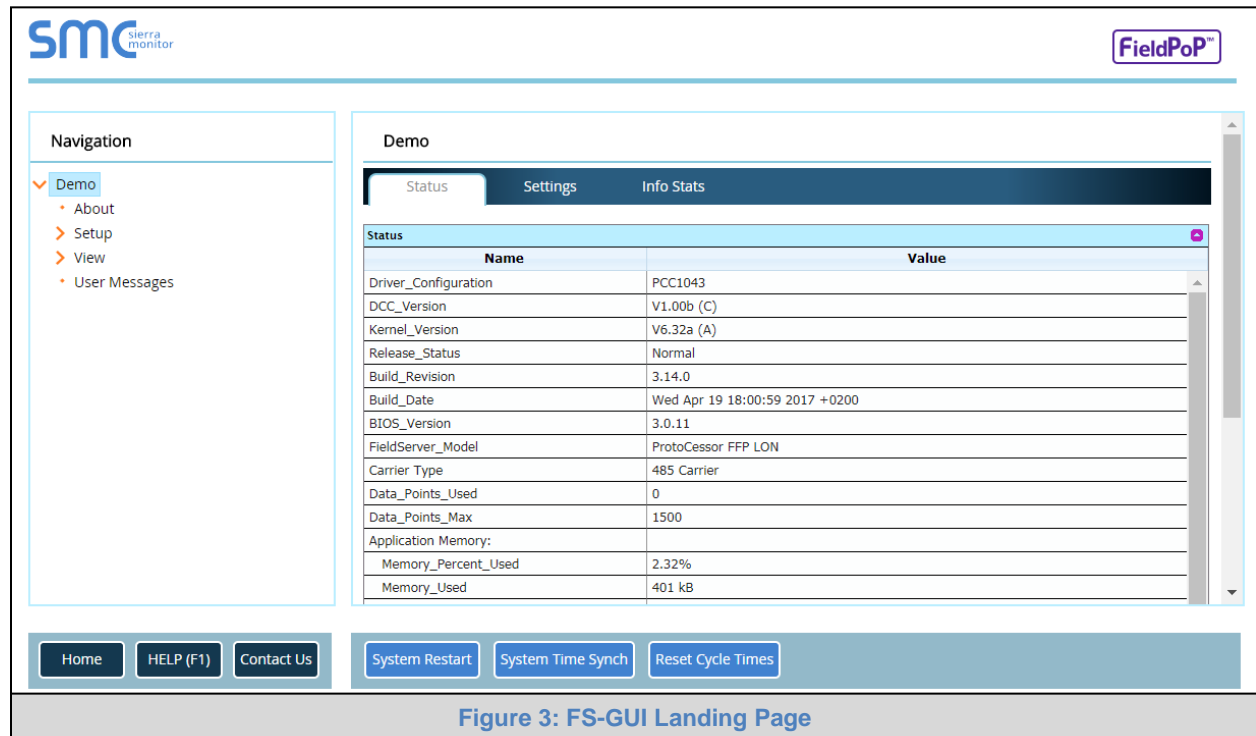 SMC sierra monitor
FieldPoP™
Navigation
Demo
About
Setup
View
User Messages
Demo
Status Settings Info Stats
Status
Name Value
Driver_Configuration PCC1043
DCC_Version V1.00b (C)
Kernel_Version V6.32a (A)
Release_Status Normal
Build_Revision 3.14.0
Build_Date Wed Apr 19 18:00:59 2017 +0200
BIOS_Version 3.0.11
FieldServer_Model ProtoCessor FFP LON
Carrier Type 485 Carrier
Data_Points_Used 0
Data_Points_Max 1500
Application Memory:
Memory_Percent_Used 2.32%
Memory_Used 401 kB
Home HELP (F1) Contact Us
System Restart System Time Synch Reset Cycle Times
Figure 3: FS-GUI Landing Page